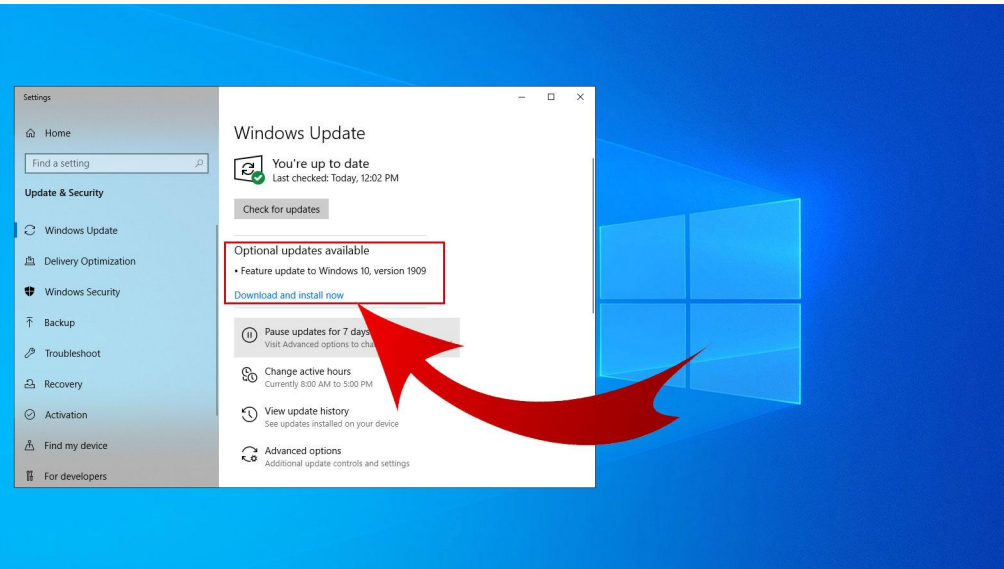 Settings
Home
Find a setting
Update & Security
Windows Update
Delivery Optimization
Windows Security
Backup
Troubleshoot
Recovery
Activation
Find my device
For developers
Windows Update
You're up to date
Last checked: Today, 12:02 PM
Check for updates
Optional updates available
• Feature update to Windows 10, version 1909
Download and install now
Pause updates for 7 days
Visit Advanced options to
Change active hours
Currently 8:00 AM to 5:00 PM
View update history
See updates installed on your device
Advanced options
Additional update controls and settings